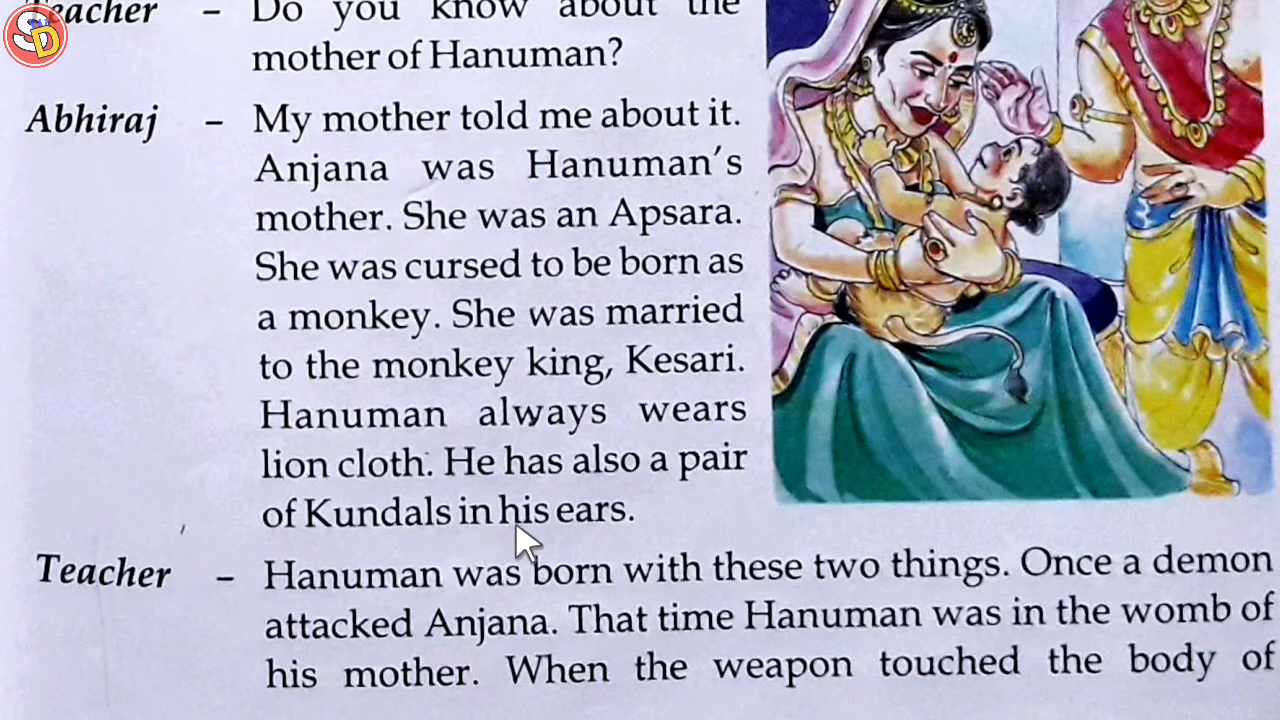 SD
Teacher – Do you know about the
mother of Hanuman?
Abhiraj – My mother told me about it.
Anjana was Hanuman's
mother. She was an Apsara.
She was cursed to be born as
a monkey. She was married
to the monkey king, Kesari.
Hanuman always wears
lion cloth. He has also a pair
of Kundals in his ears.
Teacher – Hanuman was born with these two things. Once a demon
attacked Anjana. That time Hanuman was in the womb of
his mother. When the weapon touched the body of